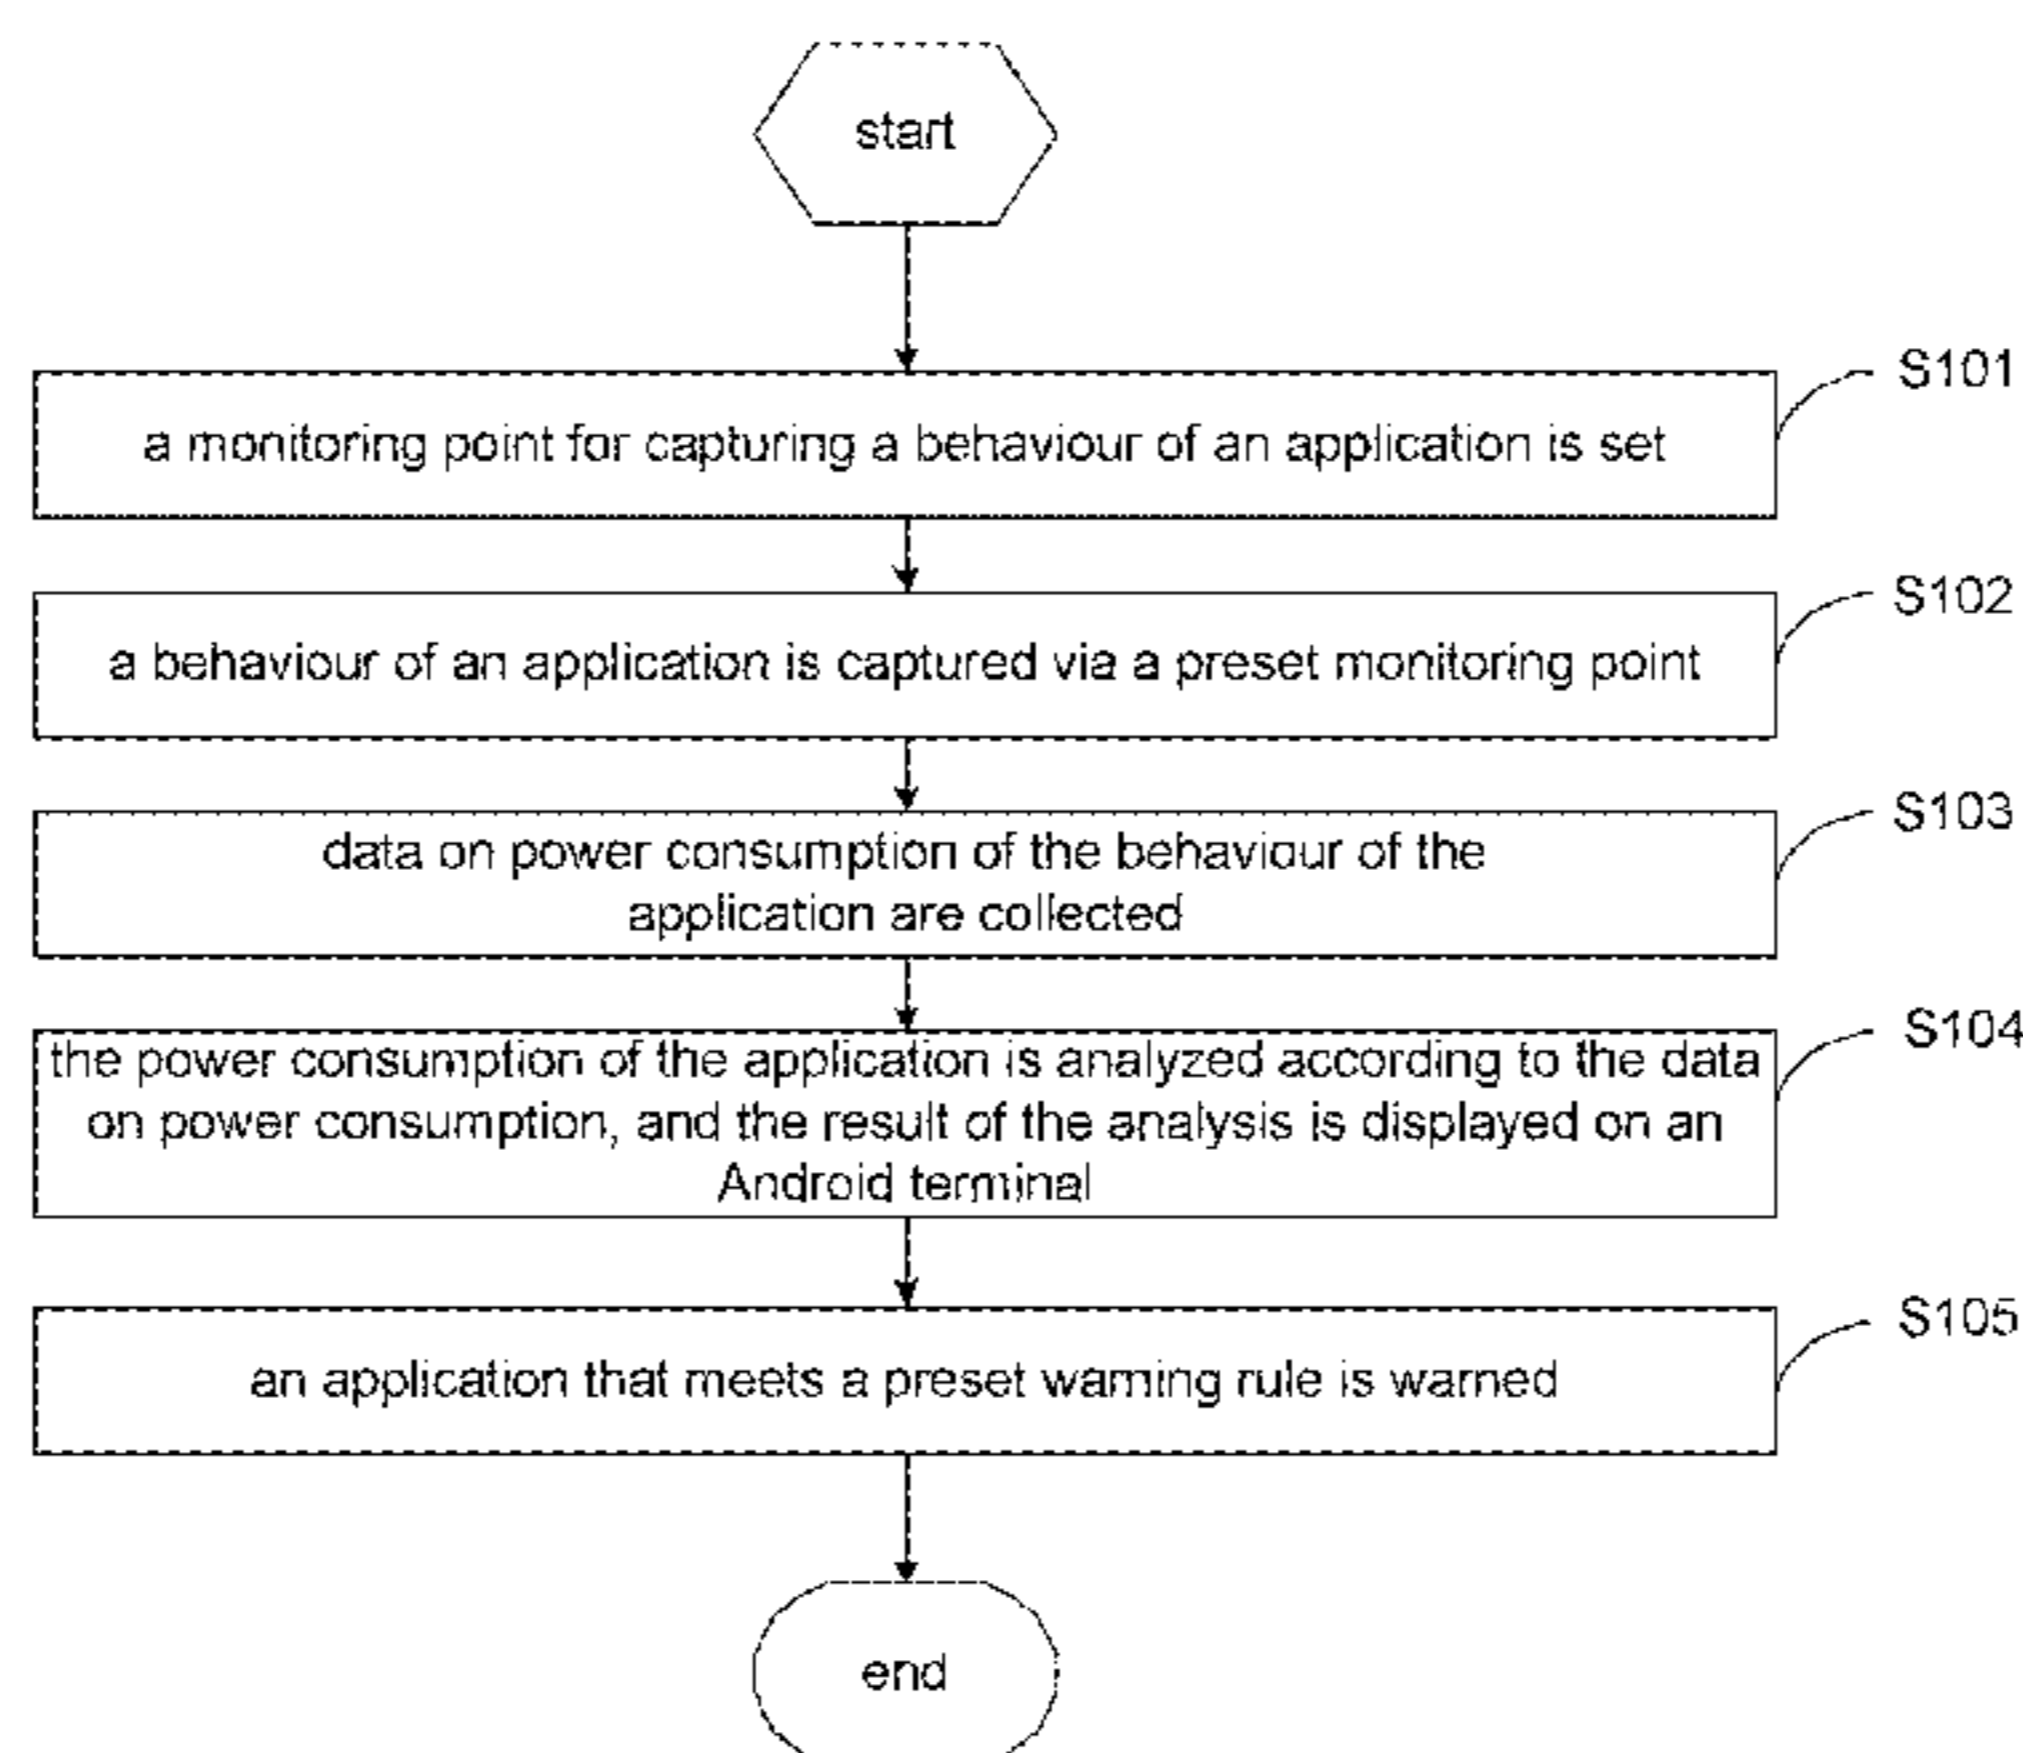 start
S101
a monitoring point for capturing a behaviour of an application is set
S102
a behaviour of an application is captured via a preset monitoring point
S103
data on power consumption of the behaviour of the
application are collected
S104
the power consumption of the application is analyzed according to the data
on power consumption, and the result of the analysis is displayed on an
Android terminal
S105
an application that meets a preset warning rule is warned
end